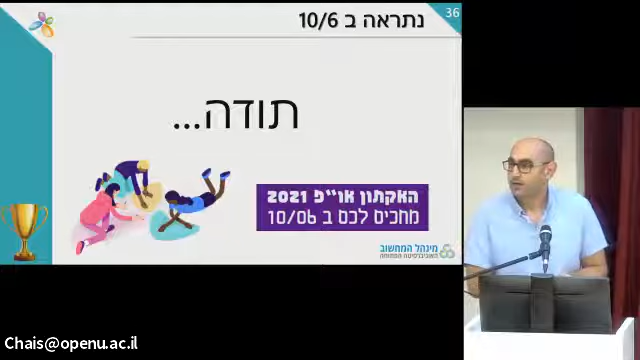 נתראה ב 10/6
36
תודה...
האקתון או״פ 2021
מחכים לכם ב 10/06
מינהל המחשוב
האוניברסיטה הפתוחה
Chais@openu.ac.il